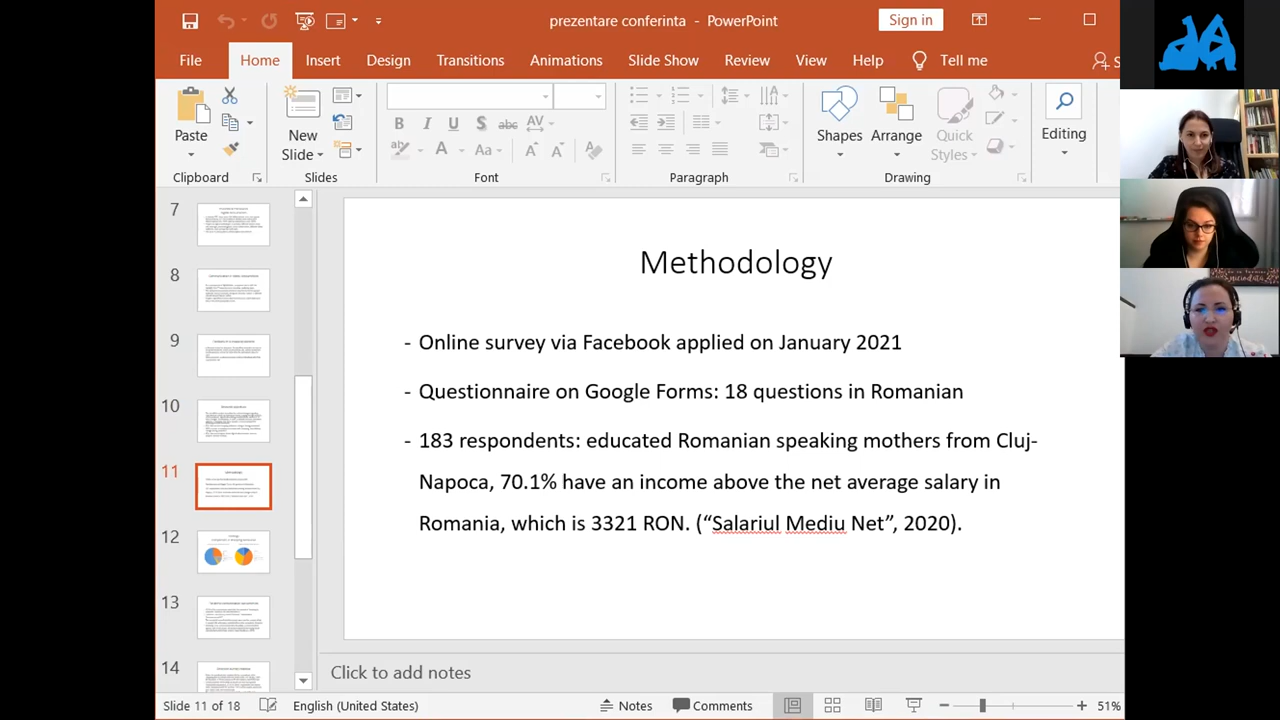 prezentare conferinta - PowerPoint
Sign in
File Home Insert Design Transitions Animations Slide Show Review View Help Tell me
Paste
New Slide
Shapes
Arrange
Quick Styles
Editing
Clipboard
Slides
Font
Paragraph
Drawing
7
8
9
10
11
12
13
14
Methodology
- Online survey via Facebook applied on January 2021
- Questionnaire on Google Forms: 18 questions in Romanian
- 183 respondents: educated Romanian speaking mothers from Cluj-
Napoca, 70.1% have an income above the net average salary in
Romania, which is 3321 RON. (“Salariul Mediu Net”, 2020).
Click to add notes
Slide 11 of 18 English (United States) Notes Comments 51%